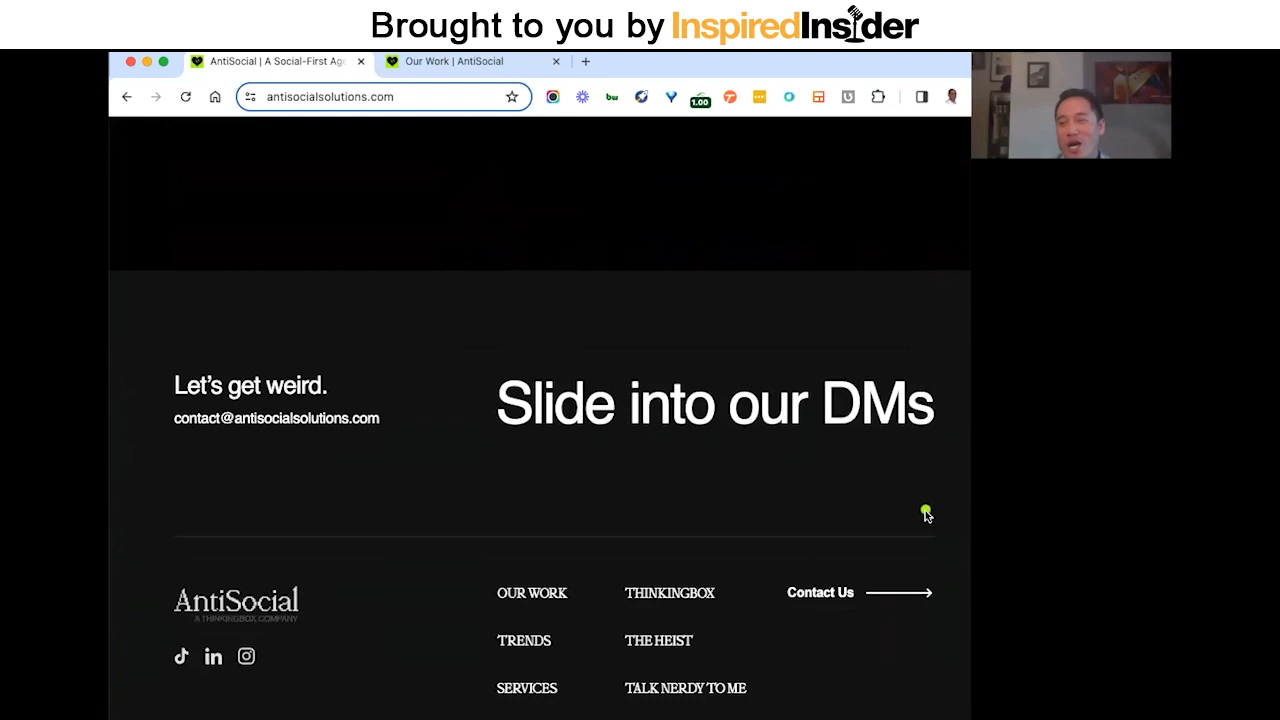 Brought to you by InspiredInsider
AntiSocial | A Social-First Ag
Our Work | AntiSocial
antisocialsolutions.com
1.00
Let's get weird.
contact@antisocialsolutions.com
Slide into our DMs
AntiSocial
A THINKINGBOX COMPANY
OUR WORK
THINKINGBOX
Contact Us
TRENDS
THE HEIST
SERVICES
TALK NERDY TO ME